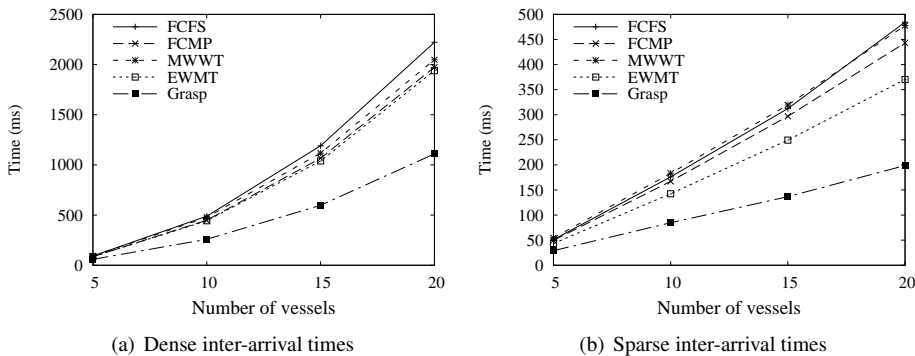 2500
2000
1500
1000
500
0
Time (ms)
FCFS
FCMP
MWWT
EWMT
Grasp
5 10 15 20
Number of vessels
(a) Dense inter-arrival times
500
450
400
350
300
250
200
150
100
50
0
Time (ms)
FCFS
FCMP
MWWT
EWMT
Grasp
5 10 15 20
Number of vessels
(b) Sparse inter-arrival times